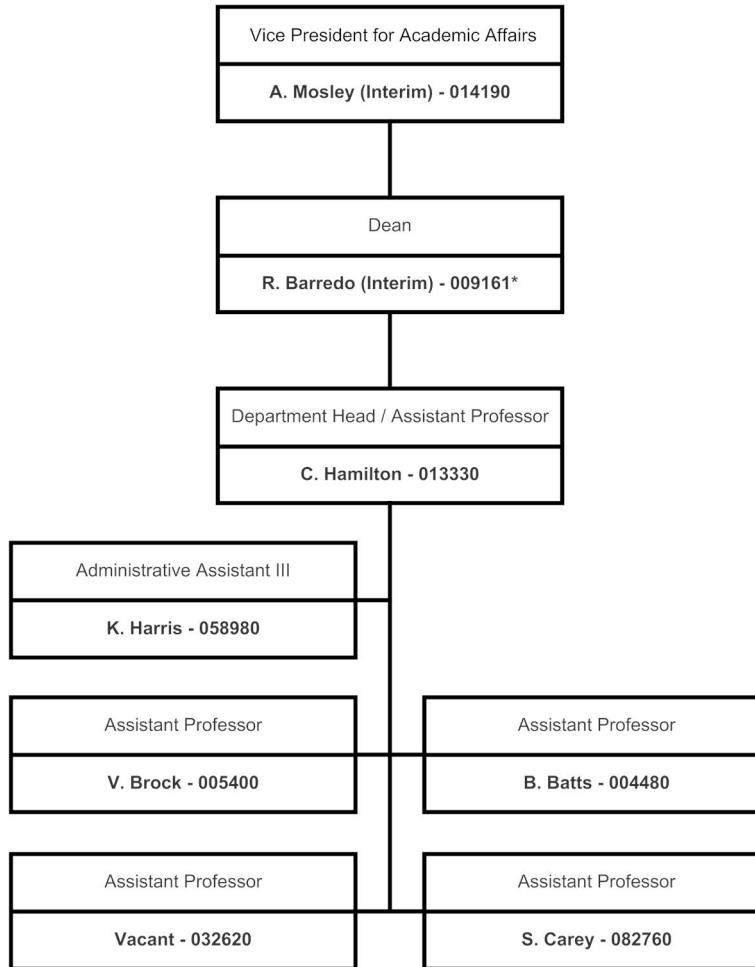 Vice President for Academic Affairs
A. Mosley (Interim) - 014190
Dean
R. Barredo (Interim) - 009161*
Department Head / Assistant Professor
C. Hamilton - 013330
Administrative Assistant III
K. Harris - 058980
Assistant Professor
V. Brock - 005400
Assistant Professor
B. Batts - 004480
Assistant Professor
Vacant - 032620
Assistant Professor
S. Carey - 082760